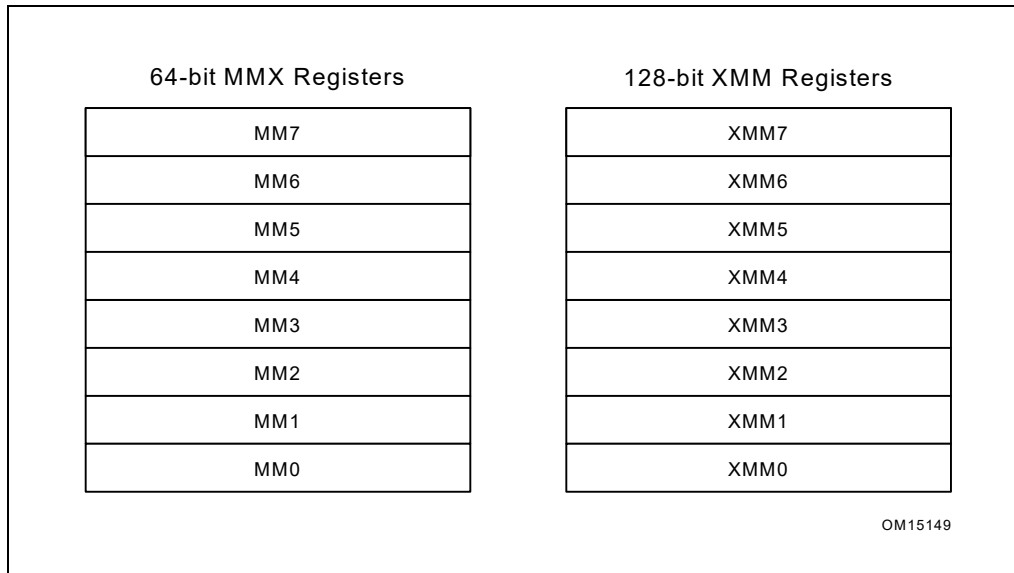 64-bit MMX Registers
MM7
MM6
MM5
MM4
MM3
MM2
MM1
MM0
128-bit XMM Registers
XMM7
XMM6
XMM5
XMM4
XMM3
XMM2
XMM1
XMM0
OM15149